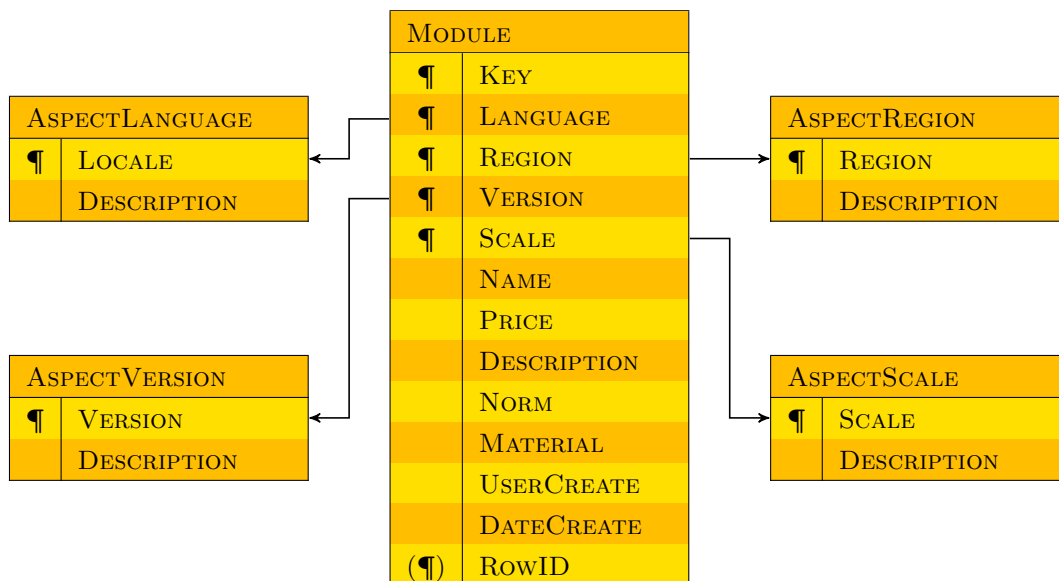 MODULE
¶ KEY
¶ LANGUAGE
¶ REGION
¶ VERSION
¶ SCALE
NAME
PRICE
DESCRIPTION
NORM
MATERIAL
USERCREATE
DATECREATE
(¶) ROWID
ASPECTLANGUAGE
¶ LOCALE
DESCRIPTION
ASPECTREGION
¶ REGION
DESCRIPTION
ASPECTVERSION
¶ VERSION
DESCRIPTION
ASPECTSCALE
¶ SCALE
DESCRIPTION